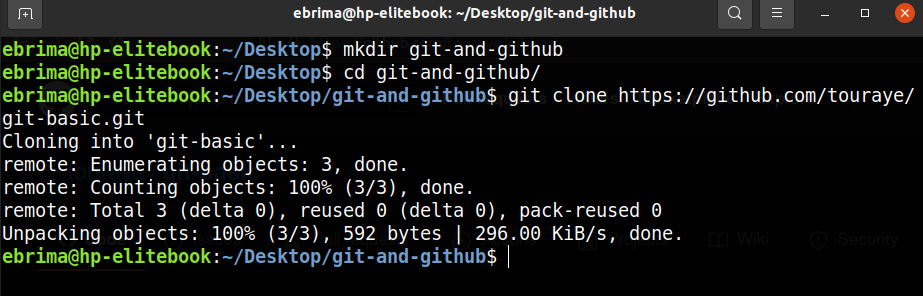 ebrima@hp-elitebook: ~/Desktop/git-and-github
ebrima@hp-elitebook:~/Desktop$ mkdir git-and-github
ebrima@hp-elitebook:~/Desktop$ cd git-and-github/
ebrima@hp-elitebook:~/Desktop/git-and-github$ git clone https://github.com/touraye/
git-basic.git
Cloning into 'git-basic'...
remote: Enumerating objects: 3, done.
remote: Counting objects: 100% (3/3), done.
remote: Total 3 (delta 0), reused 0 (delta 0), pack-reused 0
Unpacking objects: 100% (3/3), 592 bytes | 296.00 KiB/s, done.
ebrima@hp-elitebook:~/Desktop/git-and-github$
Wiki
Security